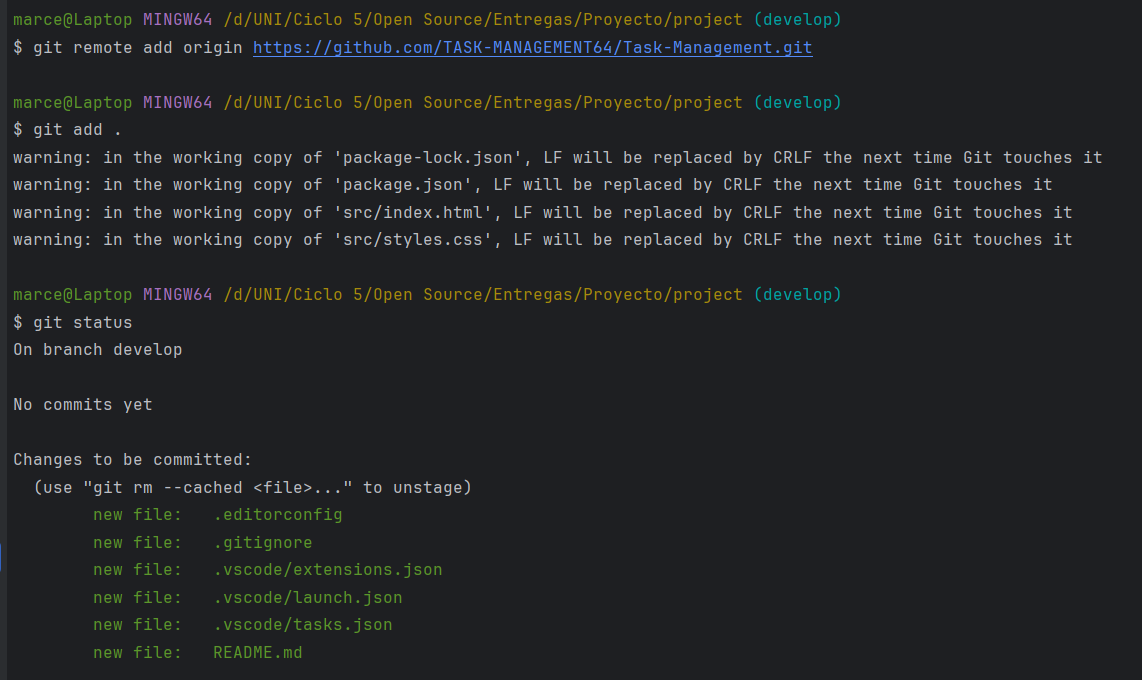 marce@Laptop MINGW64 /d/UNI/Ciclo 5/Open Source/Entregas/Proyecto/project (develop)
$ git remote add origin https://github.com/TASK-MANAGEMENT64/Task-Management.git
marce@Laptop MINGW64 /d/UNI/Ciclo 5/Open Source/Entregas/Proyecto/project (develop)
$ git add .
warning: in the working copy of 'package-lock.json', LF will be replaced by CRLF the next time Git touches it
warning: in the working copy of 'package.json', LF will be replaced by CRLF the next time Git touches it
warning: in the working copy of 'src/index.html', LF will be replaced by CRLF the next time Git touches it
warning: in the working copy of 'src/styles.css', LF will be replaced by CRLF the next time Git touches it
marce@Laptop MINGW64 /d/UNI/Ciclo 5/Open Source/Entregas/Proyecto/project (develop)
$ git status
On branch develop
No commits yet
Changes to be committed:
  (use "git rm --cached <file>..." to unstage)
        new file:   .editorconfig
        new file:   .gitignore
        new file:   .vscode/extensions.json
        new file:   .vscode/launch.json
        new file:   .vscode/tasks.json
        new file:   README.md